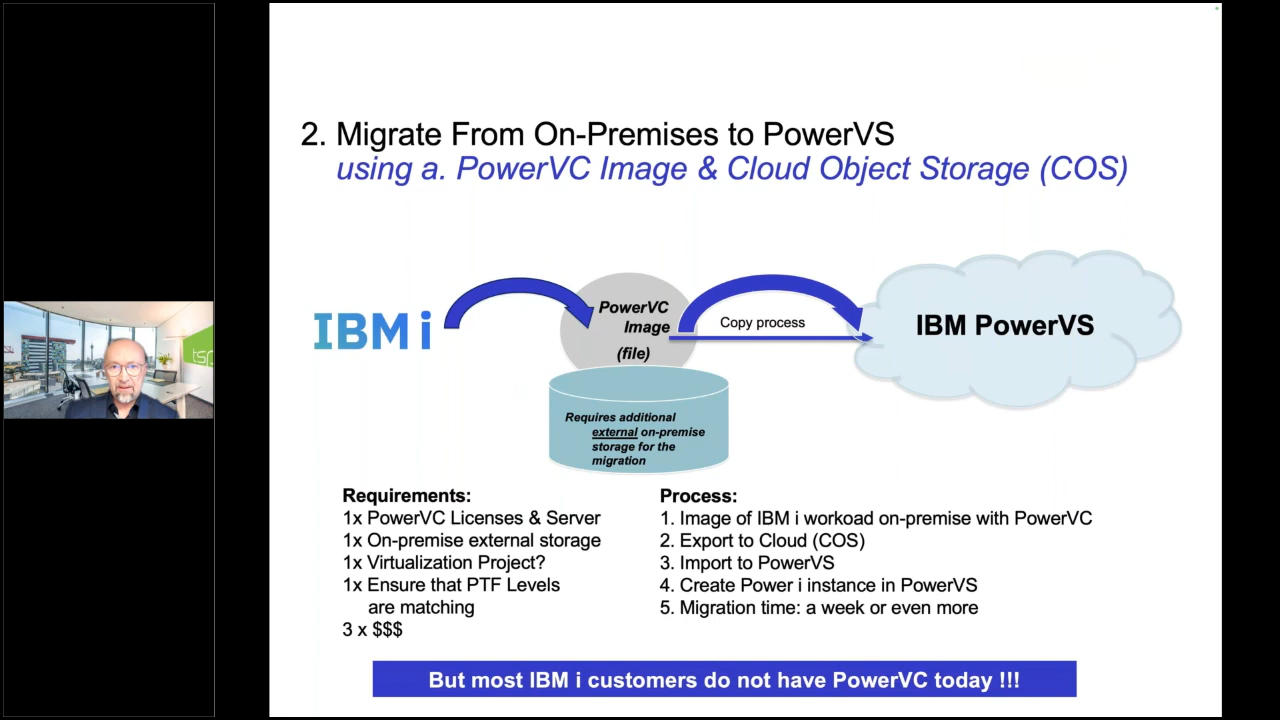 2. Migrate From On-Premises to PowerVS
using a. PowerVC Image & Cloud Object Storage (COS)
IBM i
PowerVC
Image
(file)
Copy process
IBM PowerVS
Requires additional
external on-premise
storage for the
migration
Requirements:
1x PowerVC Licenses & Server
1x On-premise external storage
1x Virtualization Project?
1x Ensure that PTF Levels
are matching
3 x $$$
Process:
1. Image of IBM i workoad on-premise with PowerVC
2. Export to Cloud (COS)
3. Import to PowerVS
4. Create Power i instance in PowerVS
5. Migration time: a week or even more
But most IBM i customers do not have PowerVC today !!!